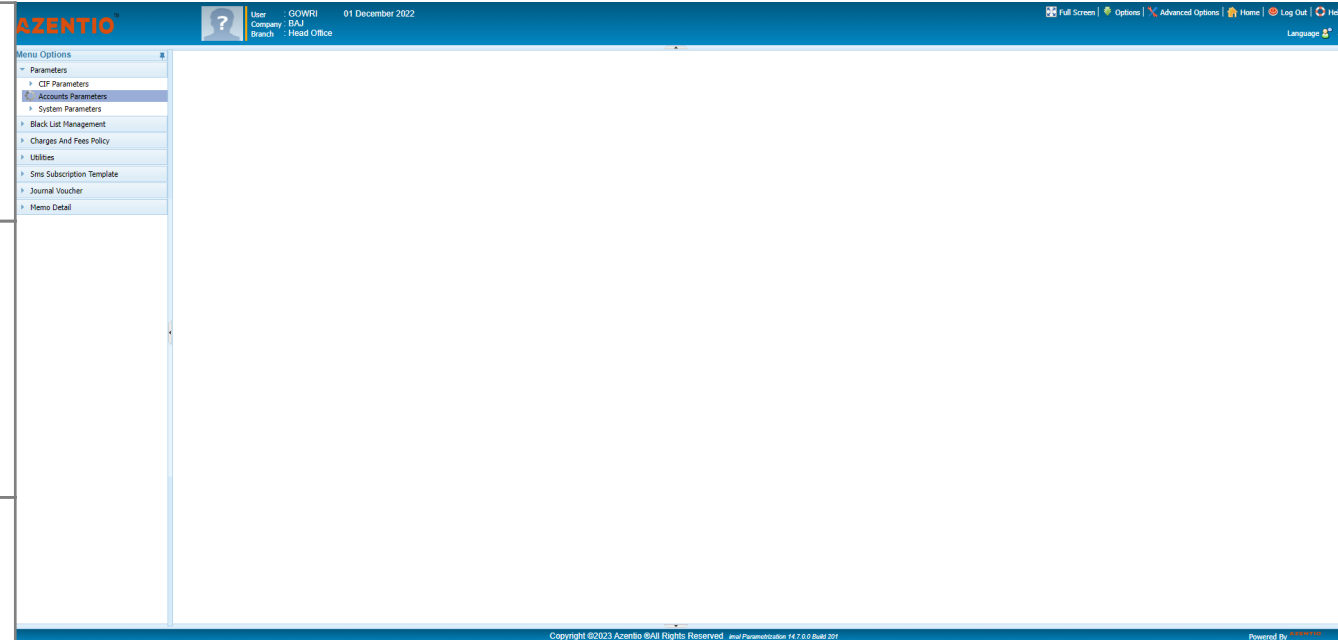 AZENTIO™
User : GOWRI 01 December 2022
Company : BAJ
Branch : Head Office
Full Screen | Options | Advanced Options | Home | Log Out | He
Language
Menu Options
Parameters
CIF Parameters
Accounts Parameters
System Parameters
Black List Management
Charges And Fees Policy
Utilities
Sms Subscription Template
Journal Voucher
Memo Detail
Copyright ©2023 Azentio ®All Rights Reserved imal Parametrization 14.7.0.0 Build 201
Powered By AZENTIO